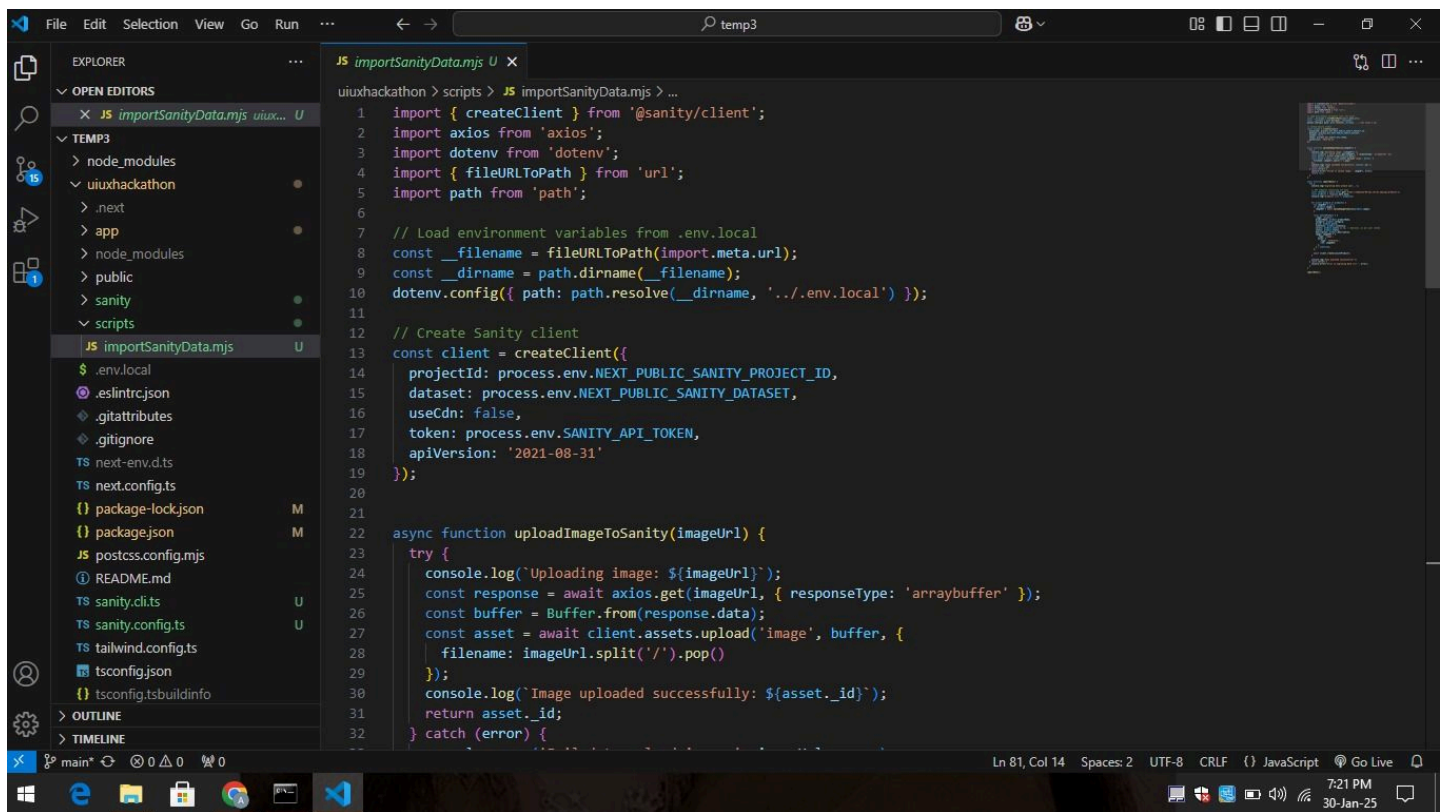 File Edit Selection View Go Run ··· ← → temp3
EXPLORER ···
OPEN EDITORS
JS importSanityData.mjs uiux... U
TEMP3
node_modules
uiuxhackathon
.next
app
node_modules
public
sanity
scripts
JS importSanityData.mjs U
$ .env.local
.eslintrc.json
.gitattributes
.gitignore
TS next-env.d.ts
TS next.config.ts
{} package-lock.json M
{} package.json M
JS postcss.config.mjs
README.md
TS sanity.cli.ts U
TS sanity.config.ts U
TS tailwind.config.ts
TS tsconfig.json
{} tsconfig.tsbuildinfo
OUTLINE
TIMELINE
15
1
JS importSanityData.mjs U ×
uiuxhackathon > scripts > JS importSanityData.mjs > ...
1 import { createClient } from '@sanity/client';
2 import axios from 'axios';
3 import dotenv from 'dotenv';
4 import { fileURLToPath } from 'url';
5 import path from 'path';
6
7 // Load environment variables from .env.local
8 const __filename = fileURLToPath(import.meta.url);
9 const __dirname = path.dirname(__filename);
10 dotenv.config({ path: path.resolve(__dirname, '../.env.local') });
11
12 // Create Sanity client
13 const client = createClient({
14 projectId: process.env.NEXT_PUBLIC_SANITY_PROJECT_ID,
15 dataset: process.env.NEXT_PUBLIC_SANITY_DATASET,
16 useCdn: false,
17 token: process.env.SANITY_API_TOKEN,
18 apiVersion: '2021-08-31'
19 });
20
21
22 async function uploadImageToSanity(imageUrl) {
23 try {
24 console.log(`Uploading image: ${imageUrl}`);
25 const response = await axios.get(imageUrl, { responseType: 'arraybuffer' });
26 const buffer = Buffer.from(response.data);
27 const asset = await client.assets.upload('image', buffer, {
28 filename: imageUrl.split('/').pop()
29 });
30 console.log(`Image uploaded successfully: ${asset._id}`);
31 return asset._id;
32 } catch (error) {
main* 0 0 0 Ln 81, Col 14 Spaces: 2 UTF-8 CRLF {} JavaScript Go Live
7:21 PM
30-Jan-25